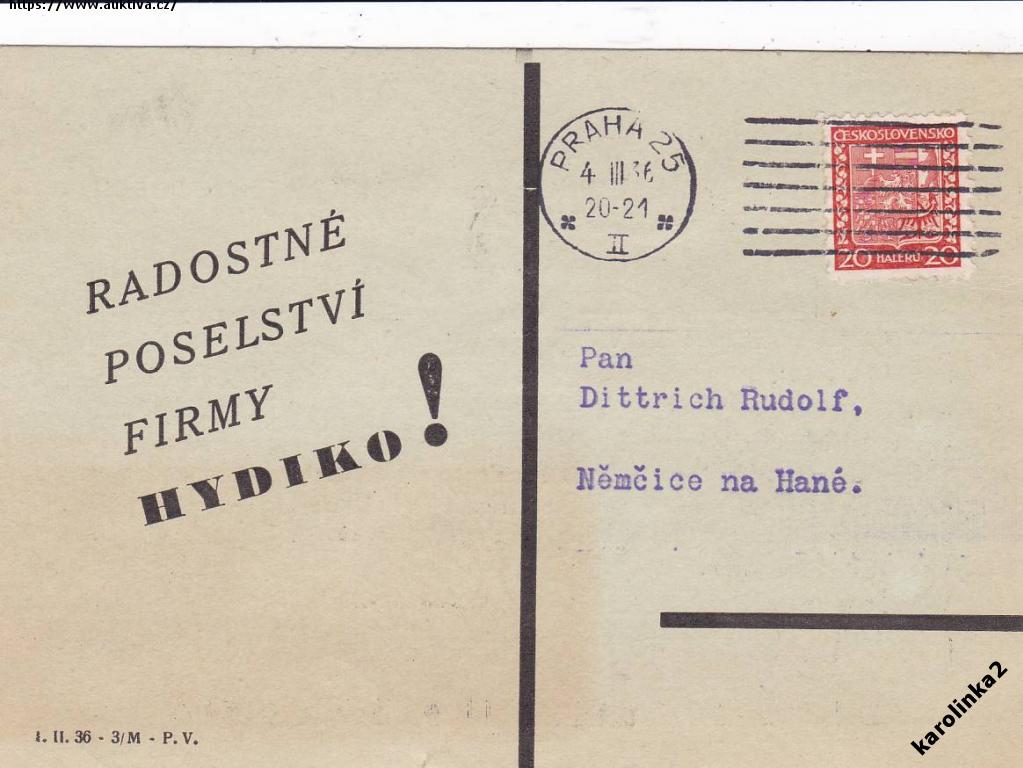 https://www.auktiva.cz/
RADOSTNÉ
POSELSTVÍ
FIRMY
HYDIKO!
1. II. 36 - 3/M - P. V.
PRAHA 25
4 III 36
20-21
II
ČESKOSLOVENSKO
20 HALÉŘŮ 20
Pan
Dittrich Rudolf,
Němčice na Hané.
karolinka2